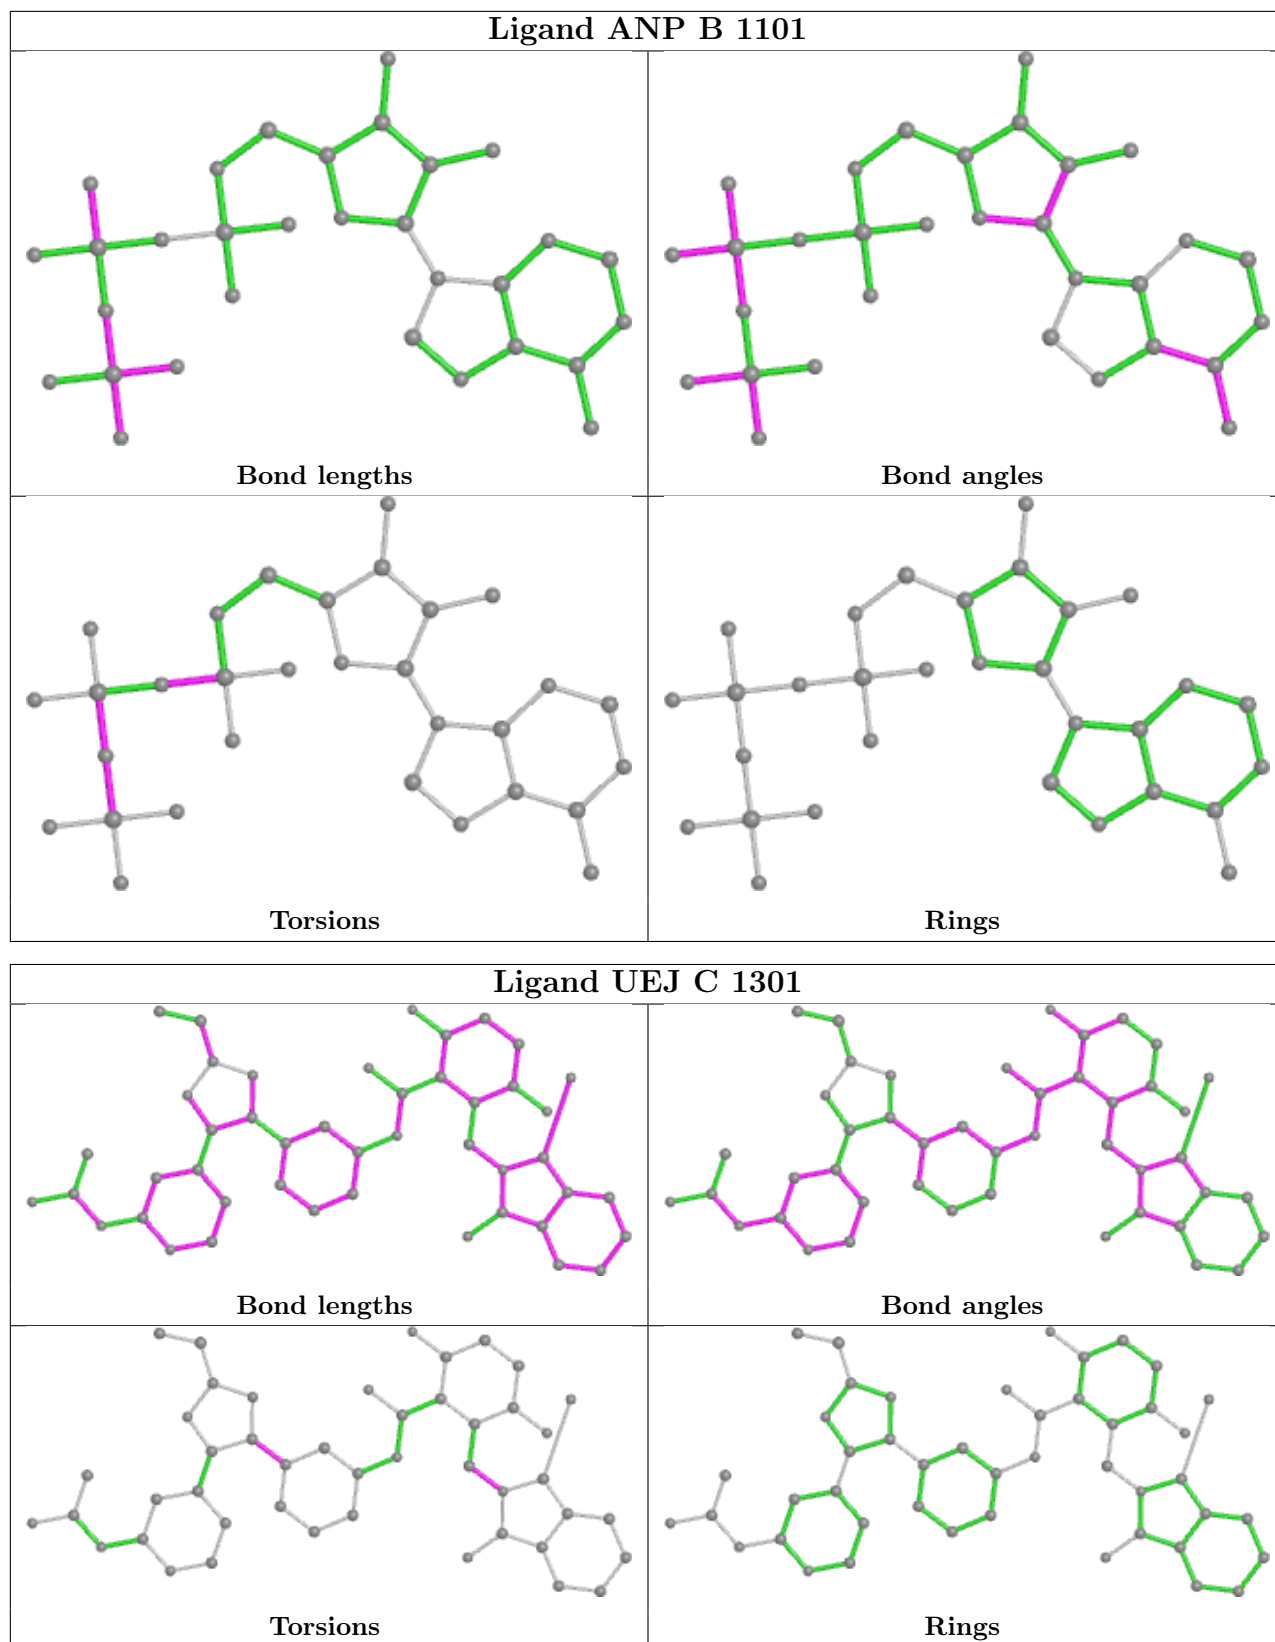 Ligand ANP B 1101
Bond lengths
Bond angles
Torsions
Rings
Ligand UEJ C 1301
Bond lengths
Bond angles
Torsions
Rings